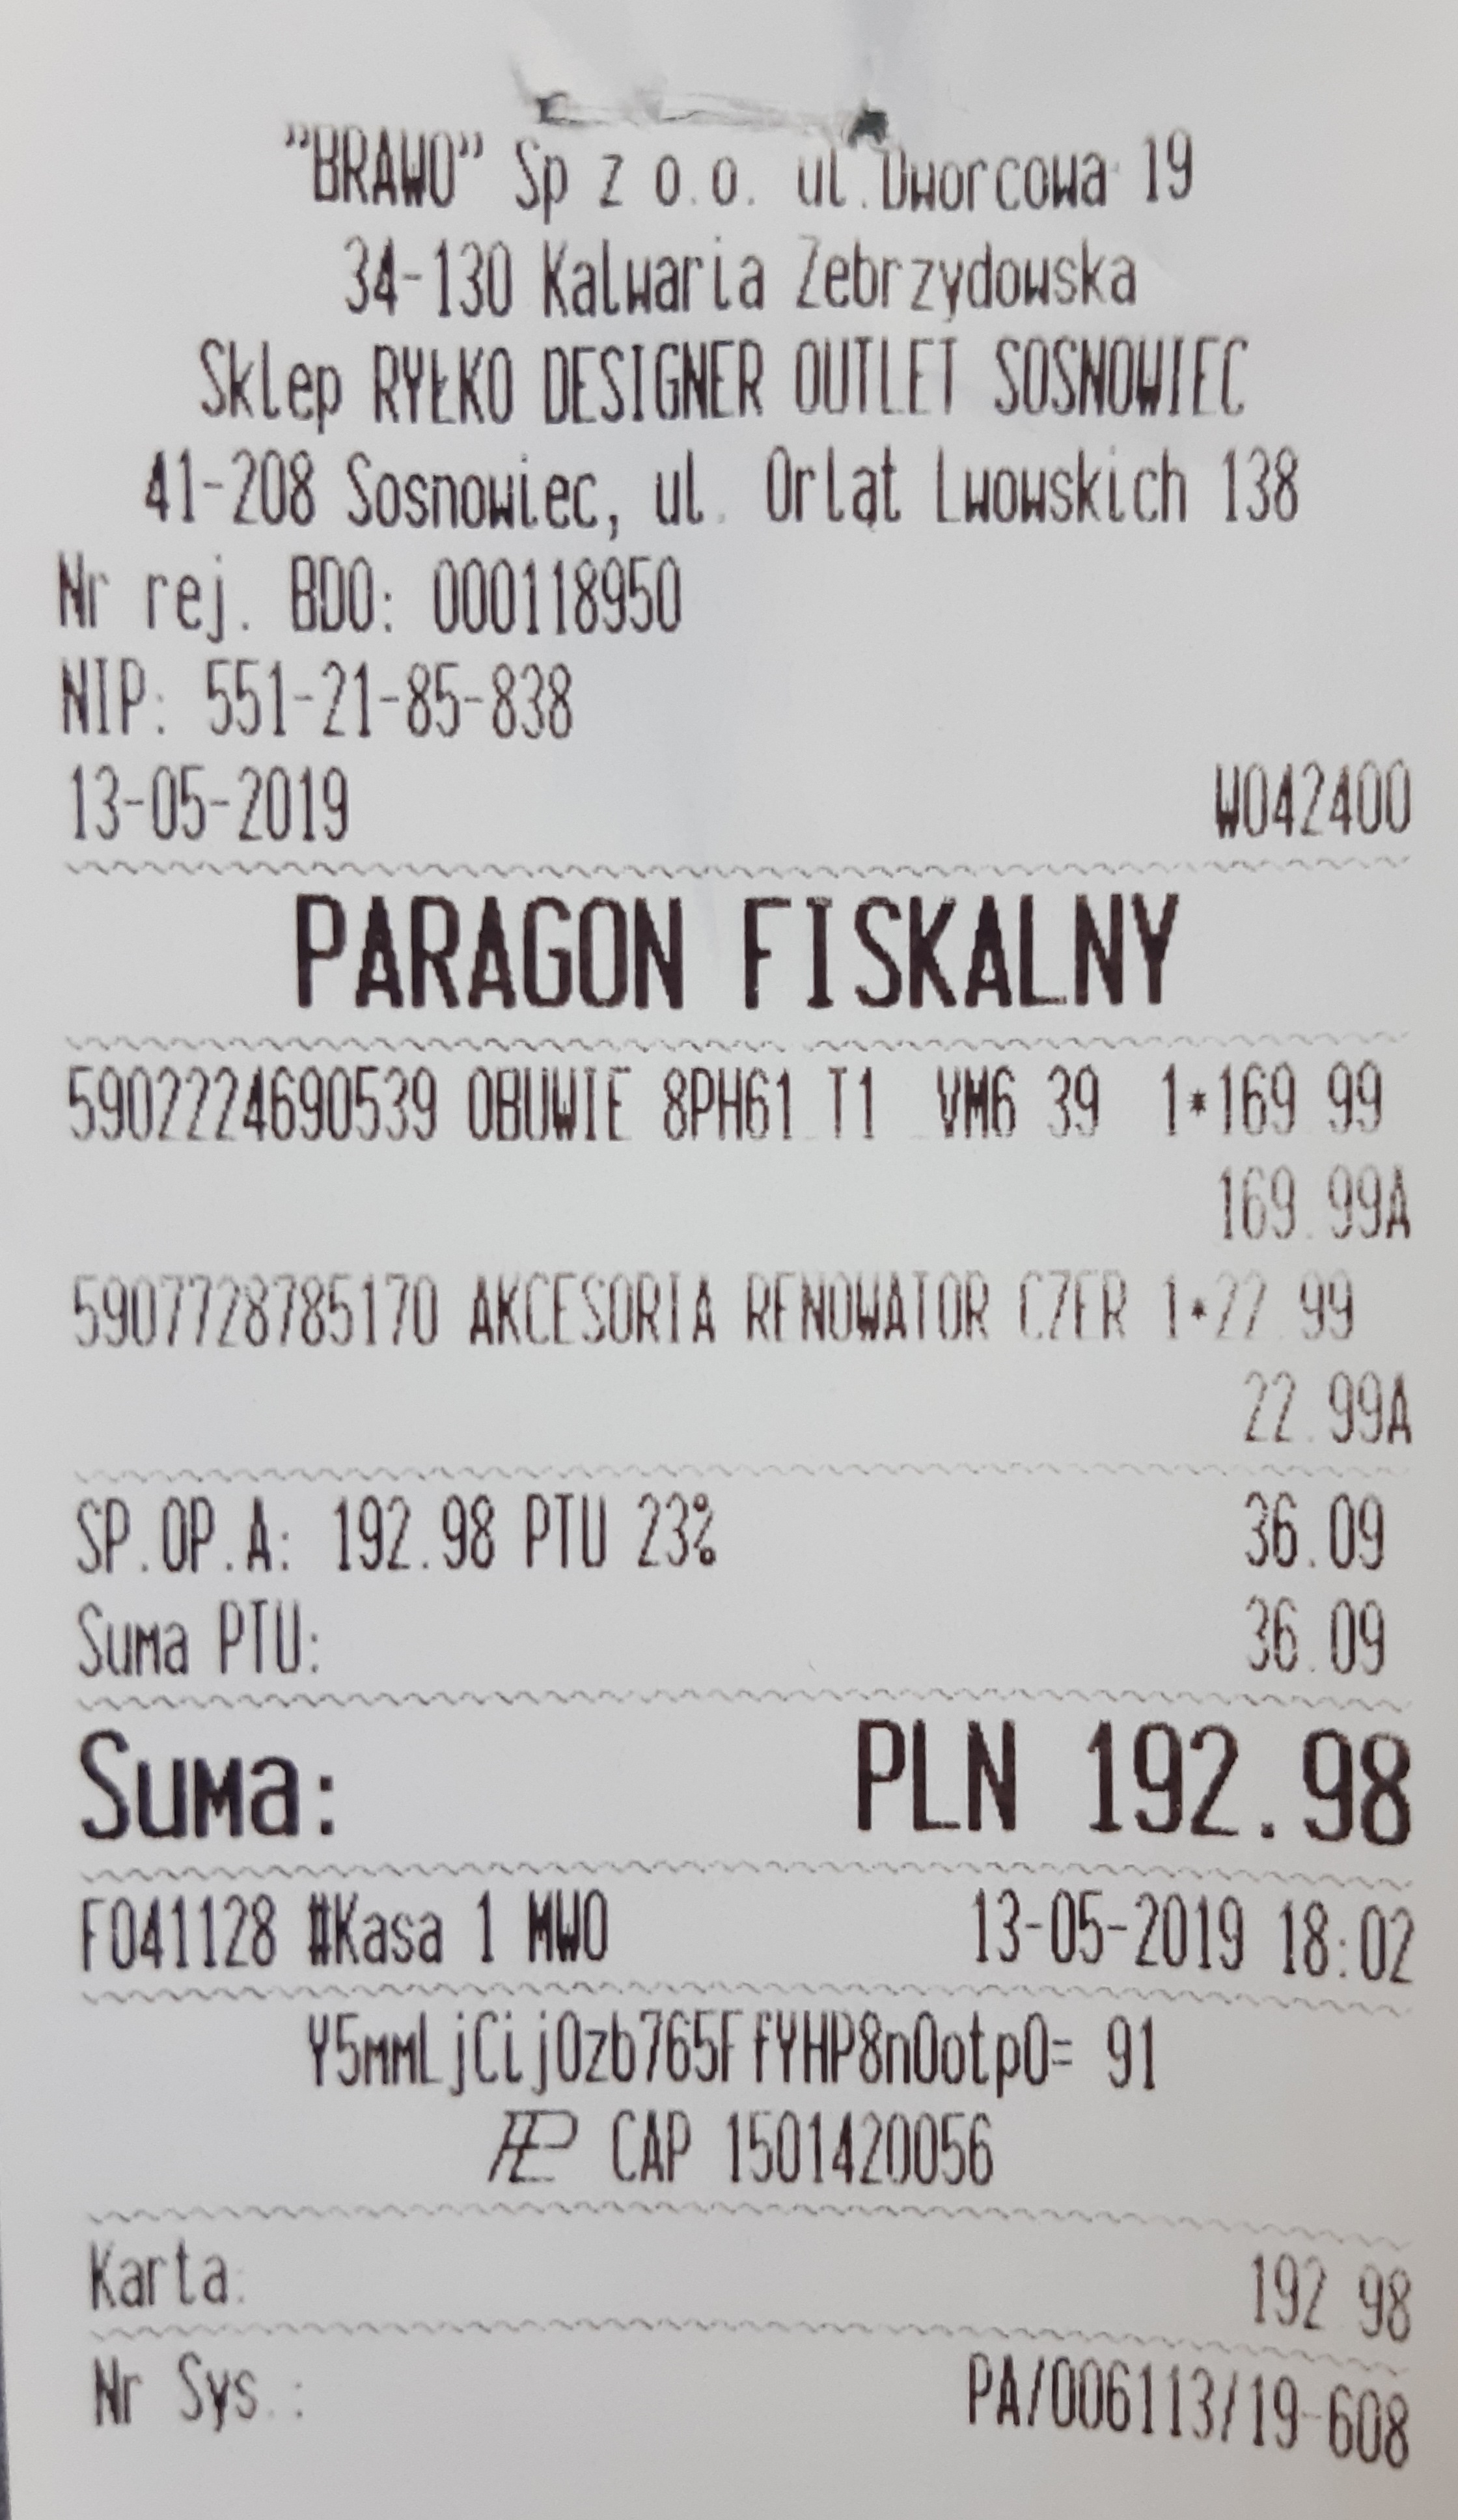 "BRAWO" Sp z o.o. ul.Dworcowa 19
34-130 Kalwaria Zebrzydowska
Sklep RYŁKO DESIGNER OUTLET SOSNOWIEC
41-208 Sosnowiec, ul. Orląt Lwowskich 138
Nr rej. BDO: 000118950
NIP: 551-21-85-838
13-05-2019 W042400
PARAGON FISKALNY
5902224690539 OBUWIE 8PH61_T1 _VM6 39 1*169.99
169.99A
5907728785170 AKCESORIA RENOWATOR CZER 1*22.99
22.99A
SP.OP.A: 192.98 PTU 23% 36.09
Suma PTU: 36.09
Suma: PLN 192.98
F041128 #Kasa 1 MWO 13-05-2019 18:02
Y5mmLjCijOzb765FfYHP8nOotpO= 91
CAP 1501420056
Karta: 192.98
Nr Sys.: PA/006113/19-608